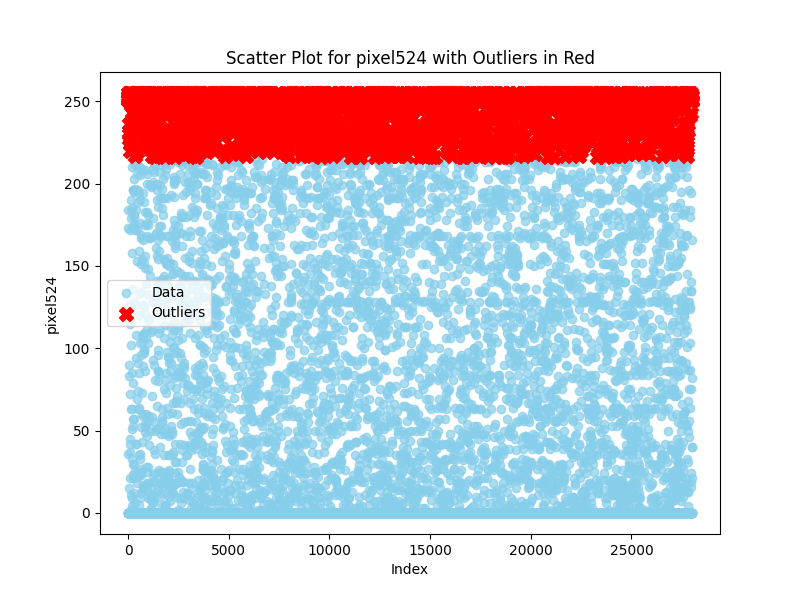 Scatter Plot for pixel524 with Outliers in Red
250
200
150
100
50
0
pixel524
Data
Outliers
0
5000
10000
15000
20000
25000
Index